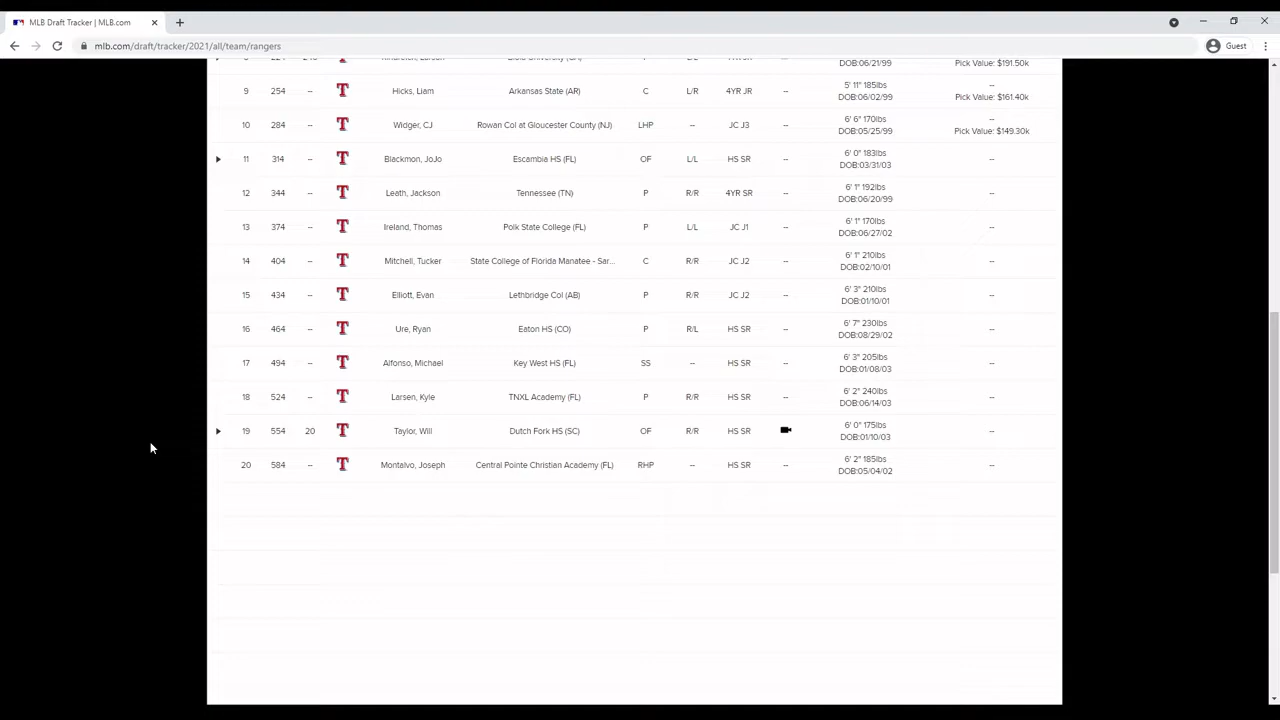 MLB Draft Tracker | MLB.com
mlb.com/draft/tracker/2021/all/team/rangers
Guest
DOB:06/21/99
Pick Value: $191.50k
9 254 -- T Hicks, Liam Arkansas State (AR) C L/R 4YR JR -- 5' 11" 185lbs --
DOB:06/02/99 Pick Value: $161.40k
10 284 -- T Widger, CJ Rowan Col at Gloucester County (NJ) LHP -- JC J3 -- 6' 6" 170lbs --
DOB:05/25/99 Pick Value: $149.30k
11 314 -- T Blackmon, JoJo Escambia HS (FL) OF L/L HS SR -- 6' 0" 183lbs --
DOB:03/31/03
12 344 -- T Leath, Jackson Tennessee (TN) P R/R 4YR SR -- 6' 1" 192lbs --
DOB:06/20/99
13 374 -- T Ireland, Thomas Polk State College (FL) P L/L JC J1 -- 6' 1" 170lbs --
DOB:06/27/02
14 404 -- T Mitchell, Tucker State College of Florida Manatee - Sar... C R/R JC J2 -- 6' 1" 210lbs --
DOB:02/10/01
15 434 -- T Elliott, Evan Lethbridge Col (AB) P R/R JC J2 -- 6' 3" 210lbs --
DOB:01/10/01
16 464 -- T Ure, Ryan Eaton HS (CO) P R/L HS SR -- 6' 7" 230lbs --
DOB:08/29/02
17 494 -- T Alfonso, Michael Key West HS (FL) SS -- HS SR -- 6' 3" 205lbs --
DOB:01/08/03
18 524 -- T Larsen, Kyle TNXL Academy (FL) P R/R HS SR -- 6' 2" 240lbs --
DOB:06/14/03
19 554 20 T Taylor, Will Dutch Fork HS (SC) OF R/R HS SR 6' 0" 175lbs --
DOB:01/10/03
20 584 -- T Montalvo, Joseph Central Pointe Christian Academy (FL) RHP -- HS SR -- 6' 2" 185lbs --
DOB:05/04/02